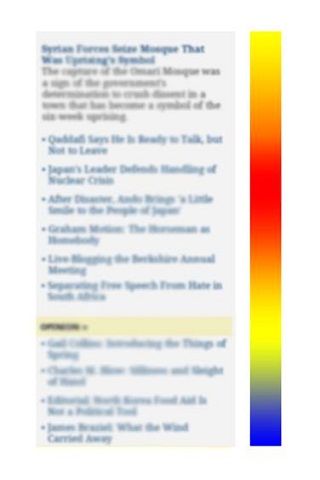 Syrian Forces Seize Mosque That
Was Uprising's Symbol
The capture of the Omari Mosque was
a sign of the government's
determination to crush dissent in a
town that has become a symbol of the
six-week uprising.
• Qaddafi Says He Is Ready to Talk, but
Not to Leave
• Japan's Leader Defends Handling of
Nuclear Crisis
• After Disaster, Ando Brings 'a Little
Smile to the People of Japan'
• Graham Motion: The Horseman as
Homebody
• Live-Blogging the Berkshire Annual
Meeting
• Separating Free Speech From Hate in
South Africa
OPINION »
• Gail Collins: Introducing the Things of
Spring
• Charles M. Blow: Silliness and Sleight
of Hand
• Editorial: North Korea Food Aid Is
Not a Political Tool
• James Braziel: What the Wind
Carried Away